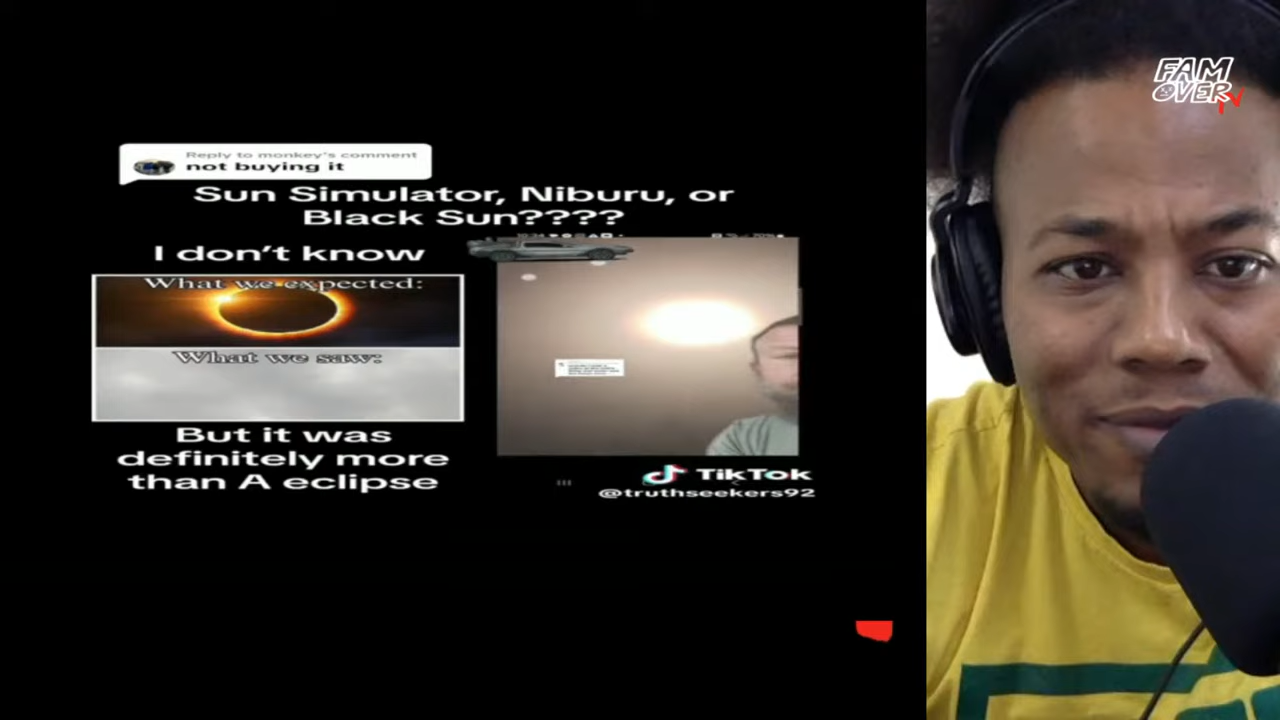 Reply to monkey's comment
not buying it
Sun Simulator, Niburu, or
Black Sun????
I don't know
What we expected:
What we saw:
But it was
definitely more
than A eclipse
TikTok
@truthseekers92
FAM
OVER
TV